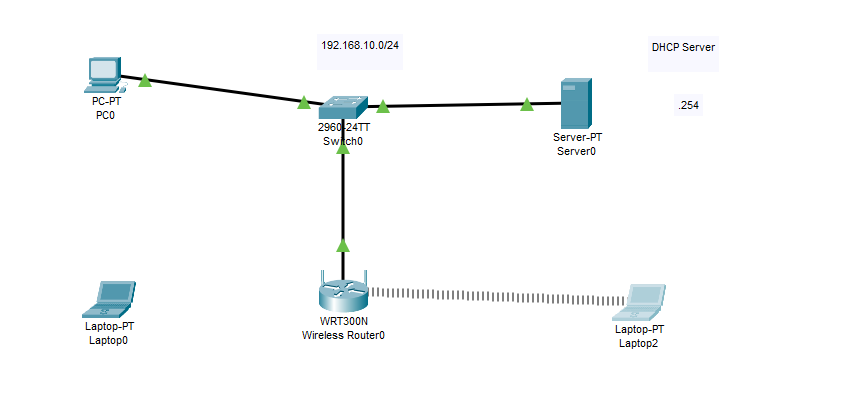 192.168.10.0/24
DHCP Server
PC-PT
PC0
.254
2960-24TT
Switch0
Server-PT
Server0
WRT300N
Wireless Router0
Laptop-PT
Laptop0
Laptop-PT
Laptop2